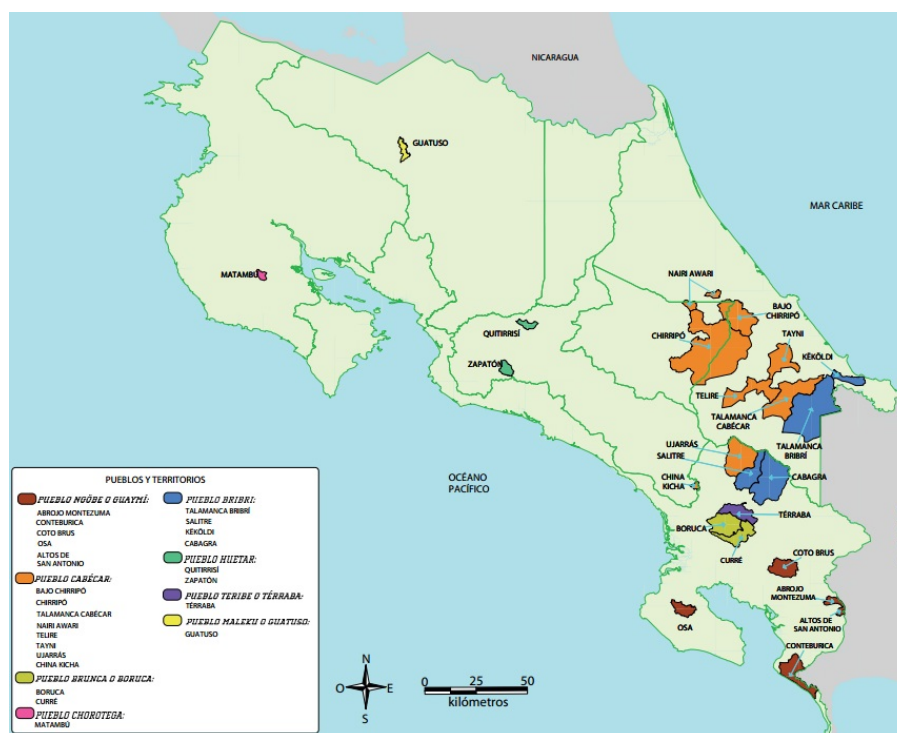 NICARAGUA
GUATUSO
MAR CARIBE
MATAMBÚ
NAIRI AWARI
BAJO
CHIRRIPÓ
QUITIRRISÍ
CHIRRIPÓ
TAYNI
ZAPATÓN
KÉKÖLDI
TELIRE
TALAMANCA
CABÉCAR
UJARRÁS
SALITRE
TALAMANCA
BRIBRÍ
OCÉANO
PACÍFICO
CHINA
KICHA
CABAGRA
TÉRRABA
BORUCA
CURRÉ
COTO BRUS
ABROJO
MONTEZUMA
OSA
ALTOS DE
SAN ANTONIO
CONTEBURICA
PUEBLOS Y TERRITORIOS
PUEBLO NGÖBE O GUAYMÍ:
ABROJO MONTEZUMA
CONTEBURICA
COTO BRUS
OSA
ALTOS DE
SAN ANTONIO
PUEBLO CABÉCAR:
BAJO CHIRRIPÓ
CHIRRIPÓ
TALAMANCA CABÉCAR
NAIRI AWARI
TELIRE
TAYNI
UJARRÁS
CHINA KICHA
PUEBLO BRUNCA O BORUCA:
BORUCA
CURRÉ
PUEBLO CHOROTEGA:
MATAMBÚ
PUEBLO BRIBRI:
TALAMANCA BRIBRÍ
SALITRE
KÉKÖLDI
CABAGRA
PUEBLO HUETAR:
QUITIRRISÍ
ZAPATÓN
PUEBLO TERIBE O TÉRRABA:
TÉRRABA
PUEBLO MALEKU O GUATUSO:
GUATUSO
N
O E
S
0 25 50
kilómetros